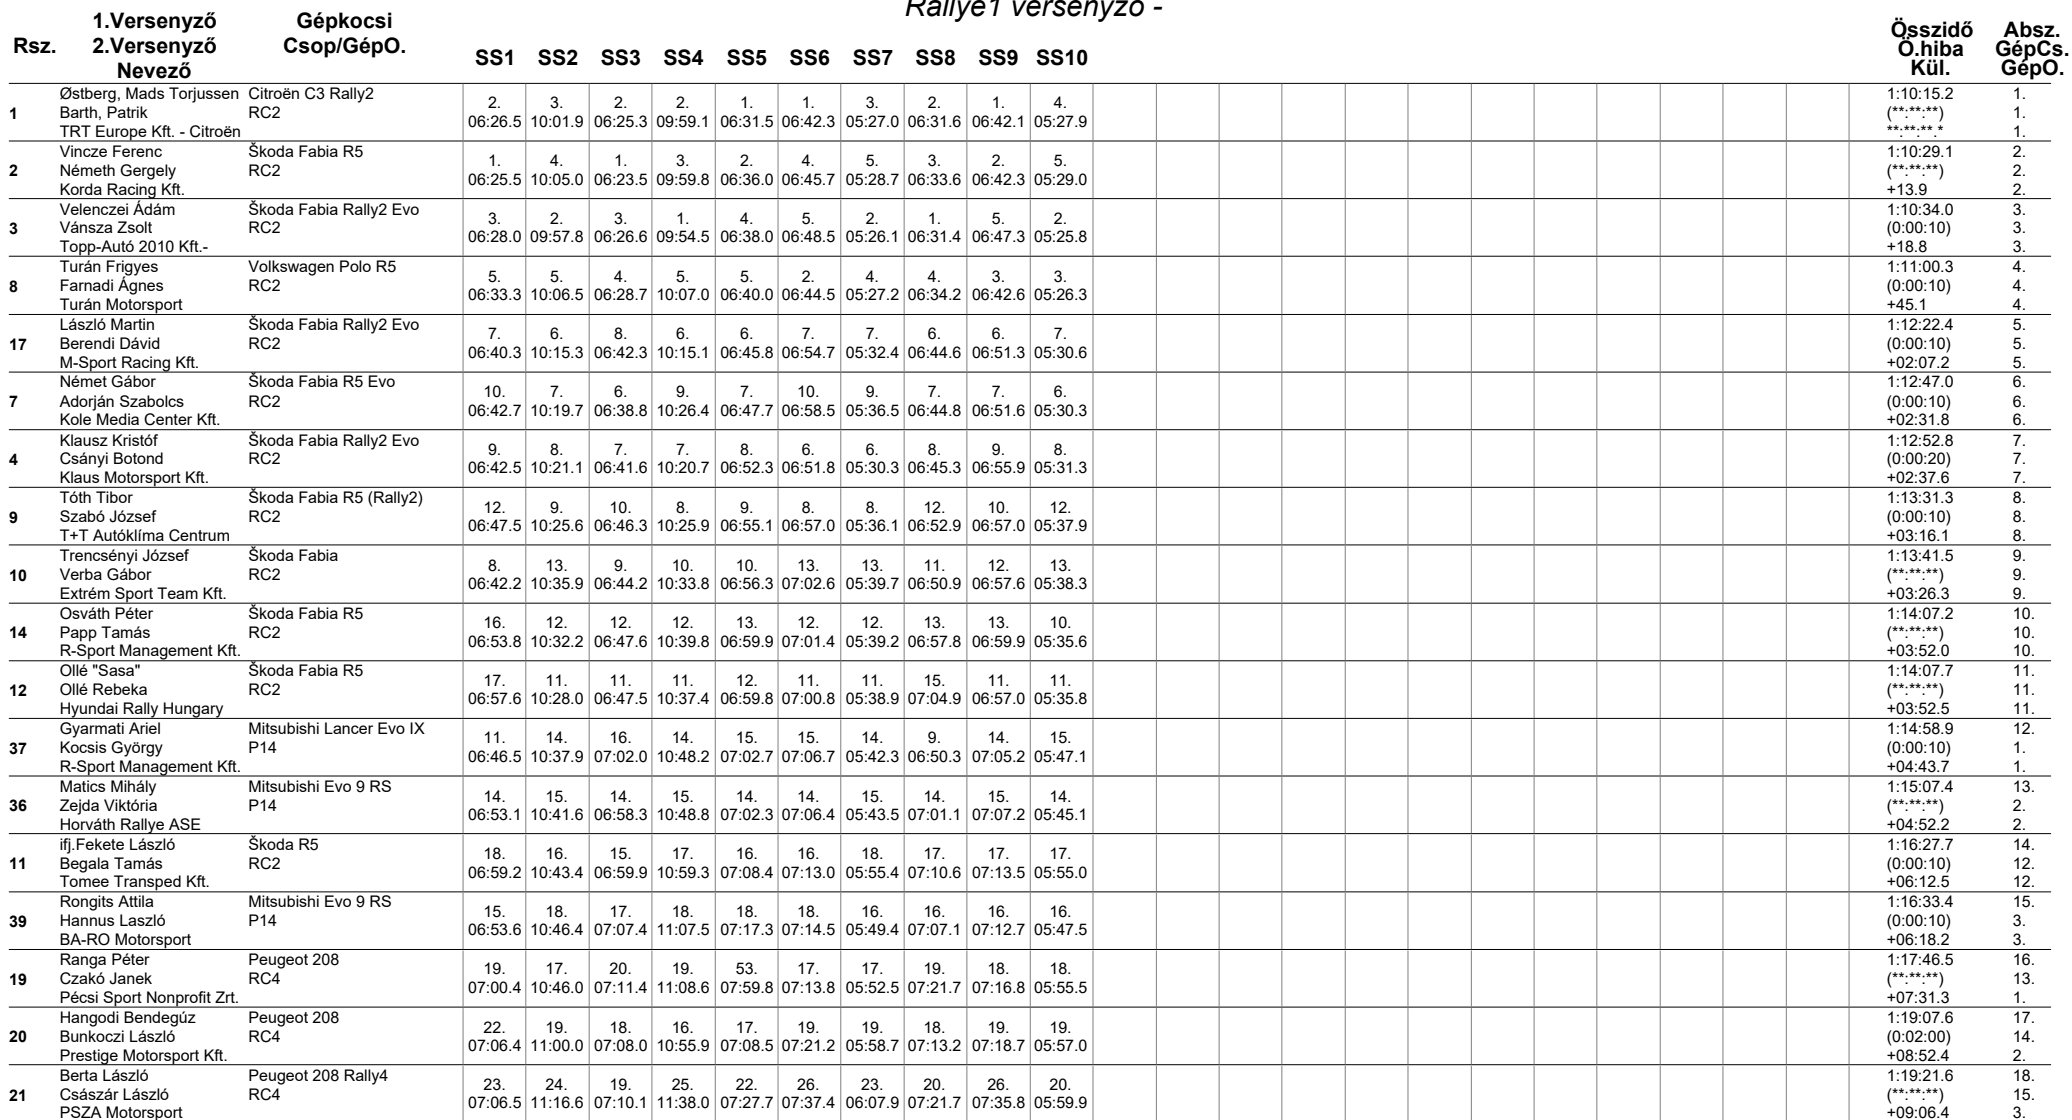 Rallye1 versenyző -
1.Versenyző Gépkocsi Összidő Absz.
Rsz. 2.Versenyző Csop/GépO. SS1 SS2 SS3 SS4 SS5 SS6 SS7 SS8 SS9 SS10 Ö.hiba GépCs.
Nevező Kül. GépO.
Østberg, Mads Torjussen Citroën C3 Rally2 2. 3. 2. 2. 1. 1. 3. 2. 1. 4. 1:10:15.2 1.
1 Barth, Patrik RC2 06:26.5 10:01.9 06:25.3 09:59.1 06:31.5 06:42.3 05:27.0 06:31.6 06:42.1 05:27.9 (**:**:**) 1.
TRT Europe Kft. - Citroën **:**:**.* 1.
Vincze Ferenc Škoda Fabia R5 1. 4. 1. 3. 2. 4. 5. 3. 2. 5. 1:10:29.1 2.
2 Németh Gergely RC2 06:25.5 10:05.0 06:23.5 09:59.8 06:36.0 06:45.7 05:28.7 06:33.6 06:42.3 05:29.0 (**:**:**) 2.
Korda Racing Kft. +13.9 2.
Velenczei Ádám Škoda Fabia Rally2 Evo 3. 2. 3. 1. 4. 5. 2. 1. 5. 2. 1:10:34.0 3.
3 Vánsza Zsolt RC2 06:28.0 09:57.8 06:26.6 09:54.5 06:38.0 06:48.5 05:26.1 06:31.4 06:47.3 05:25.8 (0:00:10) 3.
Topp-Autó 2010 Kft.- +18.8 3.
Turán Frigyes Volkswagen Polo R5 5. 5. 4. 5. 5. 2. 4. 4. 3. 3. 1:11:00.3 4.
8 Farnadi Ágnes RC2 06:33.3 10:06.5 06:28.7 10:07.0 06:40.0 06:44.5 05:27.2 06:34.2 06:42.6 05:26.3 (0:00:10) 4.
Turán Motorsport +45.1 4.
László Martin Škoda Fabia Rally2 Evo 7. 6. 8. 6. 6. 7. 7. 6. 6. 7. 1:12:22.4 5.
17 Berendi Dávid RC2 06:40.3 10:15.3 06:42.3 10:15.1 06:45.8 06:54.7 05:32.4 06:44.6 06:51.3 05:30.6 (0:00:10) 5.
M-Sport Racing Kft. +02:07.2 5.
Német Gábor Škoda Fabia R5 Evo 10. 7. 6. 9. 7. 10. 9. 7. 7. 6. 1:12:47.0 6.
7 Adorján Szabolcs RC2 06:42.7 10:19.7 06:38.8 10:26.4 06:47.7 06:58.5 05:36.5 06:44.8 06:51.6 05:30.3 (0:00:10) 6.
Kole Media Center Kft. +02:31.8 6.
Klausz Kristóf Škoda Fabia Rally2 Evo 9. 8. 7. 7. 8. 6. 6. 8. 9. 8. 1:12:52.8 7.
4 Csányi Botond RC2 06:42.5 10:21.1 06:41.6 10:20.7 06:52.3 06:51.8 05:30.3 06:45.3 06:55.9 05:31.3 (0:00:20) 7.
Klaus Motorsport Kft. +02:37.6 7.
Tóth Tibor Škoda Fabia R5 (Rally2) 12. 9. 10. 8. 9. 8. 8. 12. 10. 12. 1:13:31.3 8.
9 Szabó József RC2 06:47.5 10:25.6 06:46.3 10:25.9 06:55.1 06:57.0 05:36.1 06:52.9 06:57.0 05:37.9 (0:00:10) 8.
T+T Autóklíma Centrum +03:16.1 8.
Trencsényi József Škoda Fabia 8. 13. 9. 10. 10. 13. 13. 11. 12. 13. 1:13:41.5 9.
10 Verba Gábor RC2 06:42.2 10:35.9 06:44.2 10:33.8 06:56.3 07:02.6 05:39.7 06:50.9 06:57.6 05:38.3 (**:**:**) 9.
Extrém Sport Team Kft. +03:26.3 9.
Osváth Péter Škoda Fabia R5 16. 12. 12. 12. 13. 12. 12. 13. 13. 10. 1:14:07.2 10.
14 Papp Tamás RC2 06:53.8 10:32.2 06:47.6 10:39.8 06:59.9 07:01.4 05:39.2 06:57.8 06:59.9 05:35.6 (**:**:**) 10.
R-Sport Management Kft. +03:52.0 10.
Ollé "Sasa" Škoda Fabia R5 17. 11. 11. 11. 12. 11. 11. 15. 11. 11. 1:14:07.7 11.
12 Ollé Rebeka RC2 06:57.6 10:28.0 06:47.5 10:37.4 06:59.8 07:00.8 05:38.9 07:04.9 06:57.0 05:35.8 (**:**:**) 11.
Hyundai Rally Hungary +03:52.5 11.
Gyarmati Ariel Mitsubishi Lancer Evo IX 11. 14. 16. 14. 15. 15. 14. 9. 14. 15. 1:14:58.9 12.
37 Kocsis György P14 06:46.5 10:37.9 07:02.0 10:48.2 07:02.7 07:06.7 05:42.3 06:50.3 07:05.2 05:47.1 (0:00:10) 1.
R-Sport Management Kft. +04:43.7 1.
Matics Mihály Mitsubishi Evo 9 RS 14. 15. 14. 15. 14. 14. 15. 14. 15. 14. 1:15:07.4 13.
36 Zejda Viktória P14 06:53.1 10:41.6 06:58.3 10:48.8 07:02.3 07:06.4 05:43.5 07:01.1 07:07.2 05:45.1 (**:**:**) 2.
Horváth Rallye ASE +04:52.2 2.
ifj.Fekete László Škoda R5 18. 16. 15. 17. 16. 16. 18. 17. 17. 17. 1:16:27.7 14.
11 Begala Tamás RC2 06:59.2 10:43.4 06:59.9 10:59.3 07:08.4 07:13.0 05:55.4 07:10.6 07:13.5 05:55.0 (0:00:10) 12.
Tomee Transped Kft. +06:12.5 12.
Rongits Attila Mitsubishi Evo 9 RS 15. 18. 17. 18. 18. 18. 16. 16. 16. 16. 1:16:33.4 15.
39 Hannus Laszló P14 06:53.6 10:46.4 07:07.4 11:07.5 07:17.3 07:14.5 05:49.4 07:07.1 07:12.7 05:47.5 (0:00:10) 3.
BA-RO Motorsport +06:18.2 3.
Ranga Péter Peugeot 208 19. 17. 20. 19. 53. 17. 17. 19. 18. 18. 1:17:46.5 16.
19 Czakó Janek RC4 07:00.4 10:46.0 07:11.4 11:08.6 07:59.8 07:13.8 05:52.5 07:21.7 07:16.8 05:55.5 (**:**:**) 13.
Pécsi Sport Nonprofit Zrt. +07:31.3 1.
Hangodi Bendegúz Peugeot 208 22. 19. 18. 16. 17. 19. 19. 18. 19. 19. 1:19:07.6 17.
20 Bunkoczi László RC4 07:06.4 11:00.0 07:08.0 10:55.9 07:08.5 07:21.2 05:58.7 07:13.2 07:18.7 05:57.0 (0:02:00) 14.
Prestige Motorsport Kft. +08:52.4 2.
Berta László Peugeot 208 Rally4 23. 24. 19. 25. 22. 26. 23. 20. 26. 20. 1:19:21.6 18.
21 Császár László RC4 07:06.5 11:16.6 07:10.1 11:38.0 07:27.7 07:37.4 06:07.9 07:21.7 07:35.8 05:59.9 (**:**:**) 15.
PSZA Motorsport +09:06.4 3.